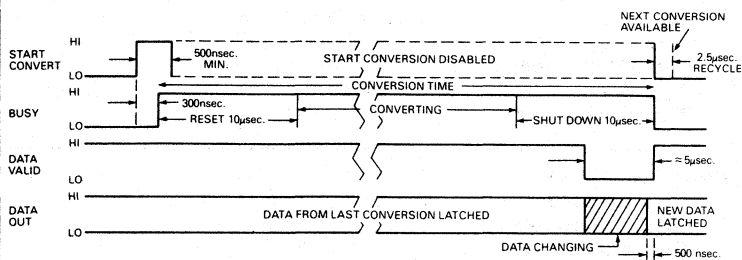 NEXT CONVERSION
AVAILABLE
HI
START
CONVERT
500nsec.
MIN.
START CONVERSION DISABLED
2.5µsec.
RECYCLE
LO
CONVERSION TIME
HI
300nsec.
CONVERTING
BUSY
RESET 10µsec.
SHUT DOWN 10µsec.
LO
HI
DATA
VALID
≈ 5µsec.
LO
HI
DATA
OUT
DATA FROM LAST CONVERSION LATCHED
NEW DATA
LATCHED
LO
DATA CHANGING
500 nsec.